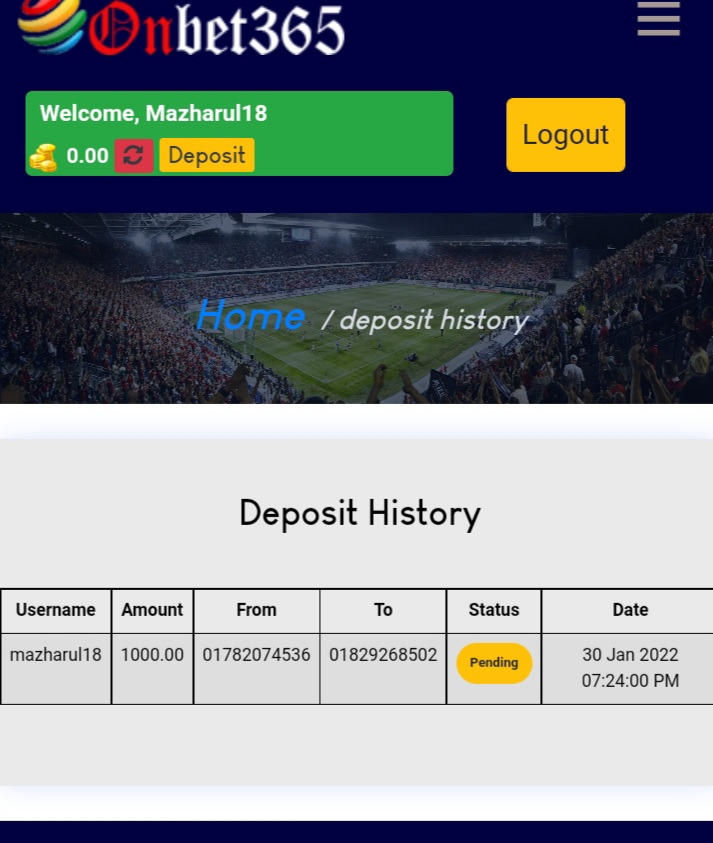 Onbet365
Welcome, Mazharul18
0.00 Deposit
Logout
Home / deposit history
Deposit History
Username Amount From To Status Date
mazharul18 1000.00 01782074536 01829268502 Pending 30 Jan 2022
07:24:00 PM